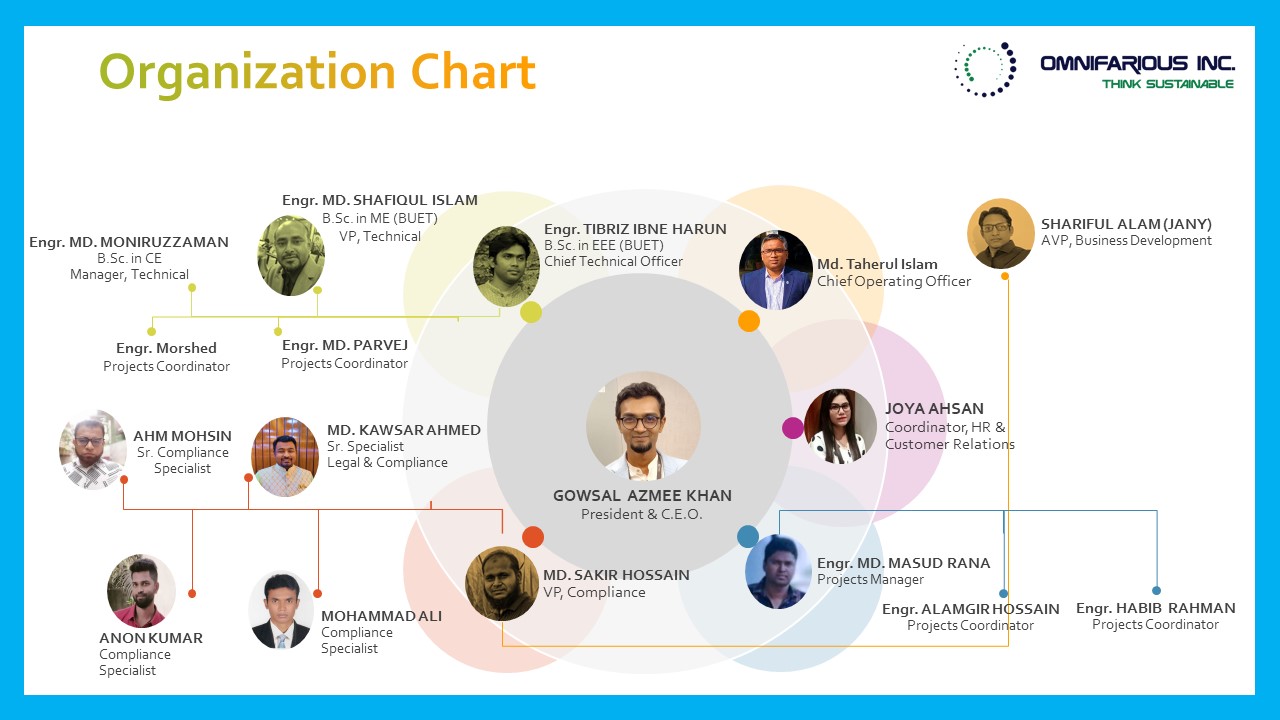 Organization Chart
OMNIFARIOUS INC.
THINK SUSTAINABLE
Engr. MD. SHAFIQUL ISLAM
B.Sc. in ME (BUET)
VP, Technical
Engr. MD. MONIRUZZAMAN
B.Sc. in CE
Manager, Technical
Engr. TIBRIZ IBNE HARUN
B.Sc. in EEE (BUET)
Chief Technical Officer
Md. Taherul Islam
Chief Operating Officer
SHARIFUL ALAM (JANY)
AVP, Business Development
Engr. Morshed
Projects Coordinator
Engr. MD. PARVEJ
Projects Coordinator
AHM MOHSIN
Sr. Compliance
Specialist
MD. KAWSAR AHMED
Sr. Specialist
Legal & Compliance
GOWSAL AZMEE KHAN
President & C.E.O.
JOYA AHSAN
Coordinator, HR &
Customer Relations
ANON KUMAR
Compliance
Specialist
MOHAMMAD ALI
Compliance
Specialist
MD. SAKIR HOSSAIN
VP, Compliance
Engr. MD. MASUD RANA
Projects Manager
Engr. ALAMGIR HOSSAIN
Projects Coordinator
Engr. HABIB RAHMAN
Projects Coordinator